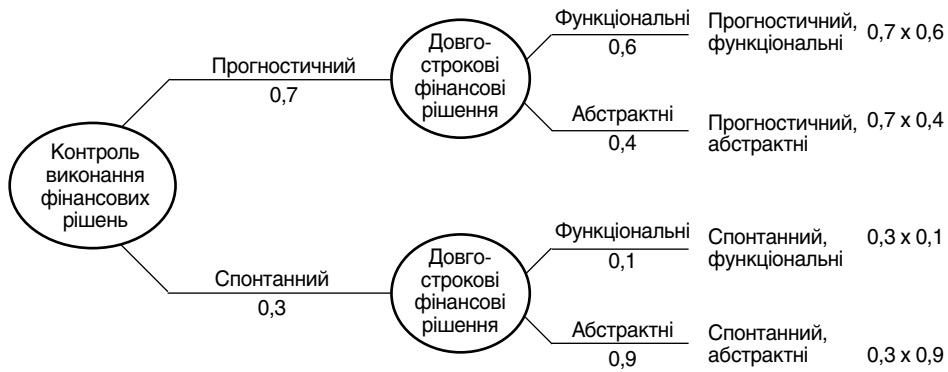 Контроль
виконання
фінансових
рішень
Прогностичний
0,7
Довго-
строкові
фінансові
рішення
Функціональні
0,6
Прогностичний,
функціональні
0,7 x 0,6
Абстрактні
0,4
Прогностичний,
абстрактні
0,7 x 0,4
Спонтанний
0,3
Довго-
строкові
фінансові
рішення
Функціональні
0,1
Спонтанний,
функціональні
0,3 x 0,1
Абстрактні
0,9
Спонтанний,
абстрактні
0,3 x 0,9